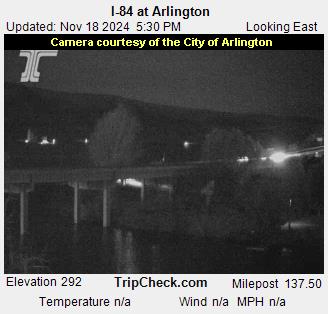 I-84 at Arlington
Updated: Nov 18 2024 5:30 PM Looking East
Camera courtesy of the City of Arlington
Elevation 292 TripCheck.com Milepost 137.50
Temperature n/a Wind n/a MPH n/a